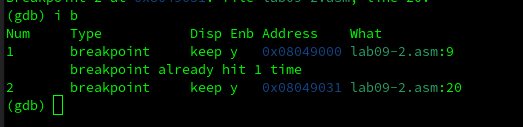 Breakpoint 2 at 0x08049031: file lab09-2.asm, line 20.
(gdb) i b
Num     Type           Disp Enb Address    What
1       breakpoint     keep y   0x08049000 lab09-2.asm:9
        breakpoint already hit 1 time
2       breakpoint     keep y   0x08049031 lab09-2.asm:20
(gdb)